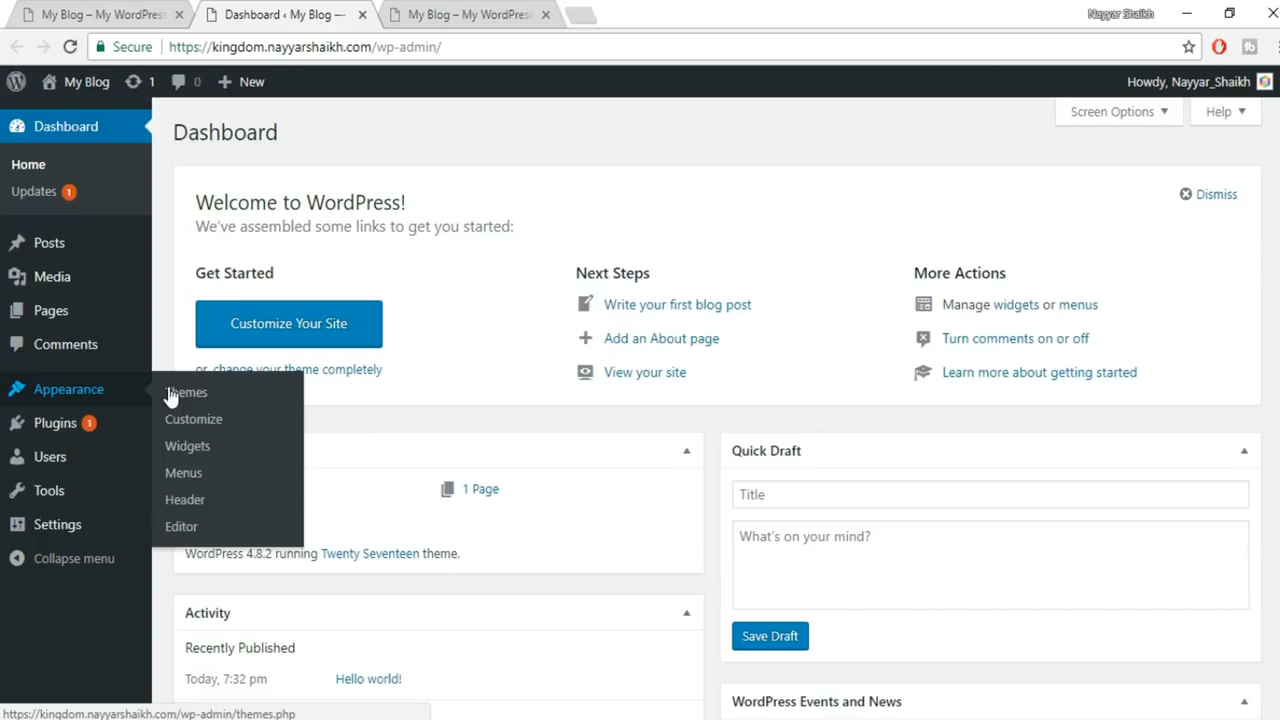 My Blog – My WordPress
Dashboard ‹ My Blog —
My Blog – My WordPress
Nayyar Shaikh
Secure
https://kingdom.nayyarshaikh.com/wp-admin/
My Blog
1
0
New
Howdy, Nayyar_Shaikh
Dashboard
Home
Updates 1
Posts
Media
Pages
Comments
Appearance
Plugins 1
Users
Tools
Settings
Collapse menu
Themes
Customize
Widgets
Menus
Header
Editor
Dashboard
Screen Options
Help
Welcome to WordPress!
Dismiss
We've assembled some links to get you started:
Get Started
Customize Your Site
or, change your theme completely
Next Steps
Write your first blog post
Add an About page
View your site
More Actions
Manage widgets or menus
Turn comments on or off
Learn more about getting started
1 Page
WordPress 4.8.2 running Twenty Seventeen theme.
Activity
Recently Published
Today, 7:32 pm
Hello world!
Quick Draft
Title
What's on your mind?
Save Draft
WordPress Events and News
https://kingdom.nayyarshaikh.com/wp-admin/themes.php